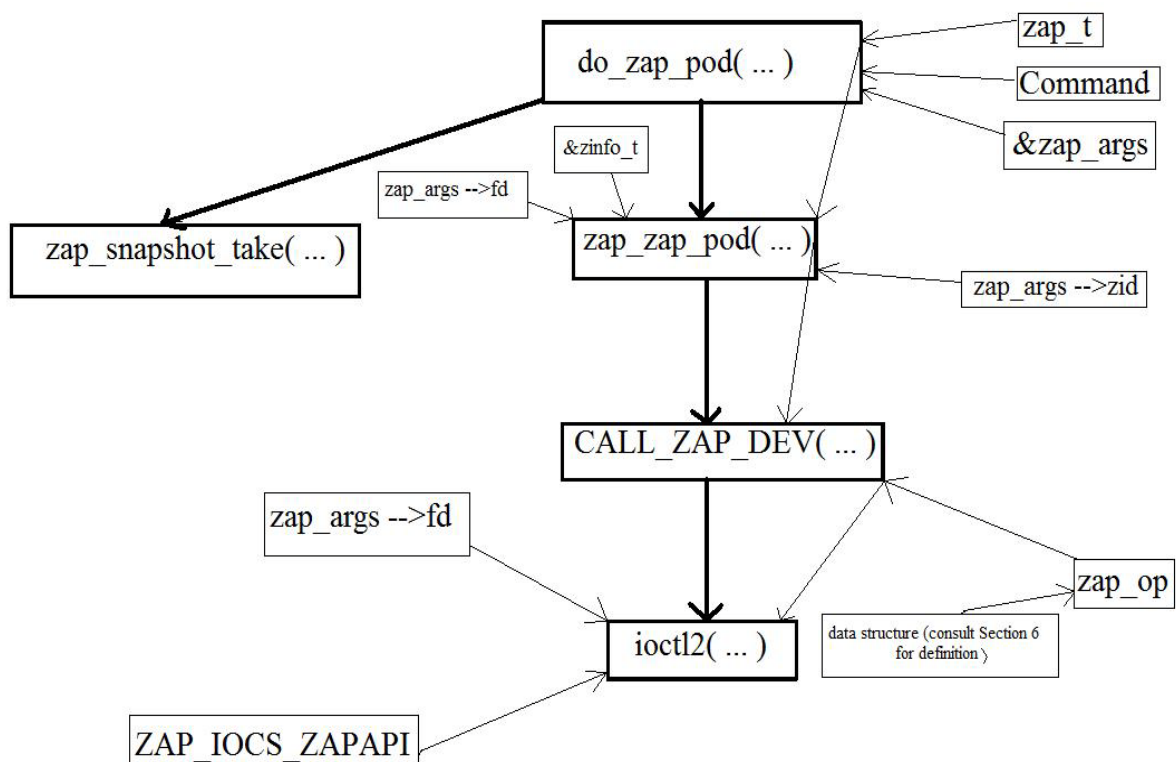 zap_t
do_zap_pod( ... )
Command
&zap_args
&zinfo_t
zap_args -->fd
zap_snapshot_take( ... )
zap_zap_pod( ... )
zap_args -->zid
CALL_ZAP_DEV( ... )
zap_args -->fd
zap_op
data structure (consult Section 6
for definition )
ioctl2( ... )
ZAP_IOCS_ZAPAPI